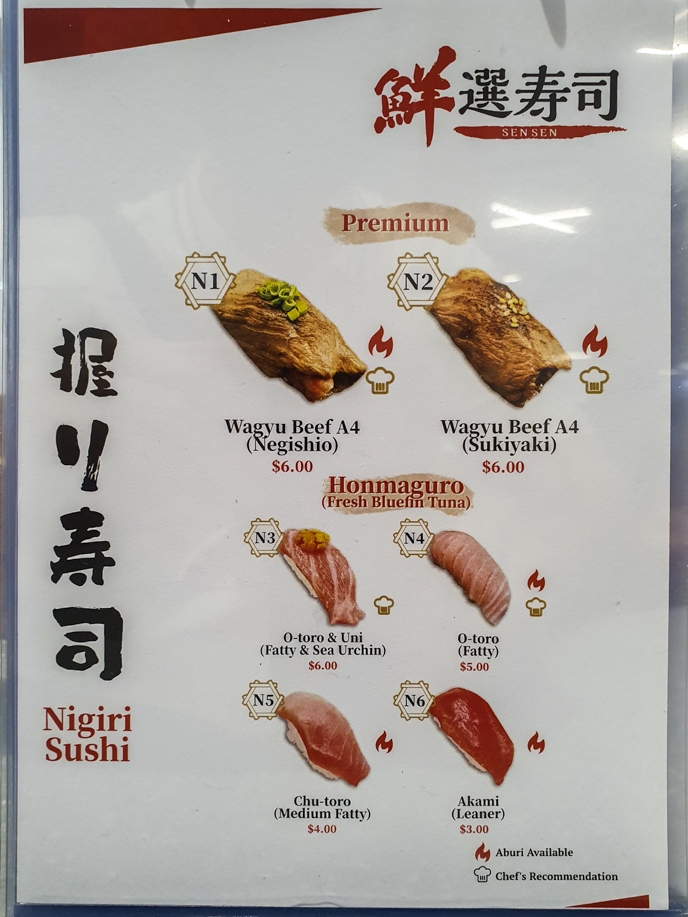 鮮選寿司
SEN SEN
Premium
N1
N2
Wagyu Beef A4
(Negishio)
$6.00
Wagyu Beef A4
(Sukiyaki)
$6.00
握り寿司
Nigiri
Sushi
Honmaguro
(Fresh Bluefin Tuna)
N3
N4
O-toro & Uni
(Fatty & Sea Urchin)
$6.00
O-toro
(Fatty)
$5.00
N5
N6
Chu-toro
(Medium Fatty)
$4.00
Akami
(Leaner)
$3.00
Aburi Available
Chef's Recommendation